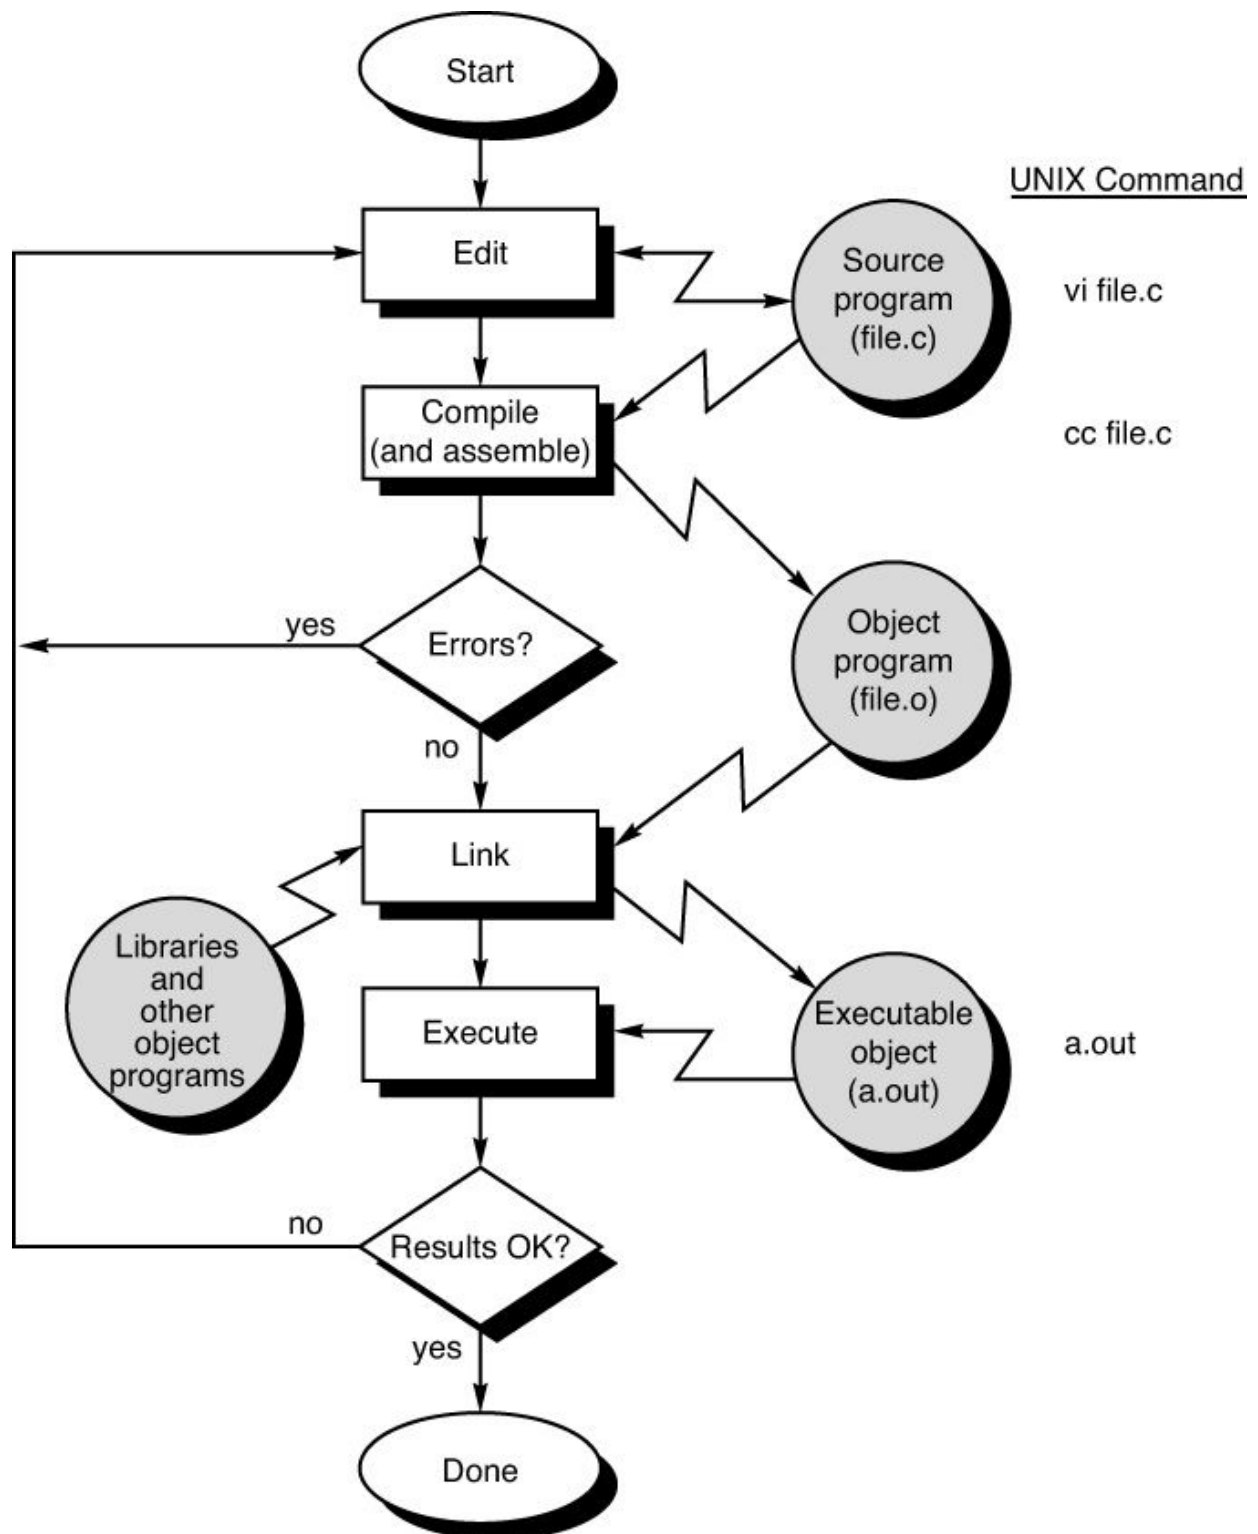 Start
UNIX Command
Edit
Source
program
(file.c)
vi file.c
Compile
(and assemble)
cc file.c
yes
Errors?
Object
program
(file.o)
no
Link
Libraries
and
other
object
programs
Execute
Executable
object
(a.out)
a.out
no
Results OK?
yes
Done